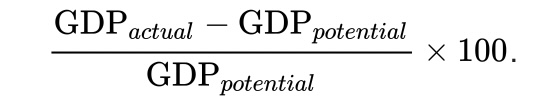 GDP_actual − GDP_potential
GDP_potential
× 100.